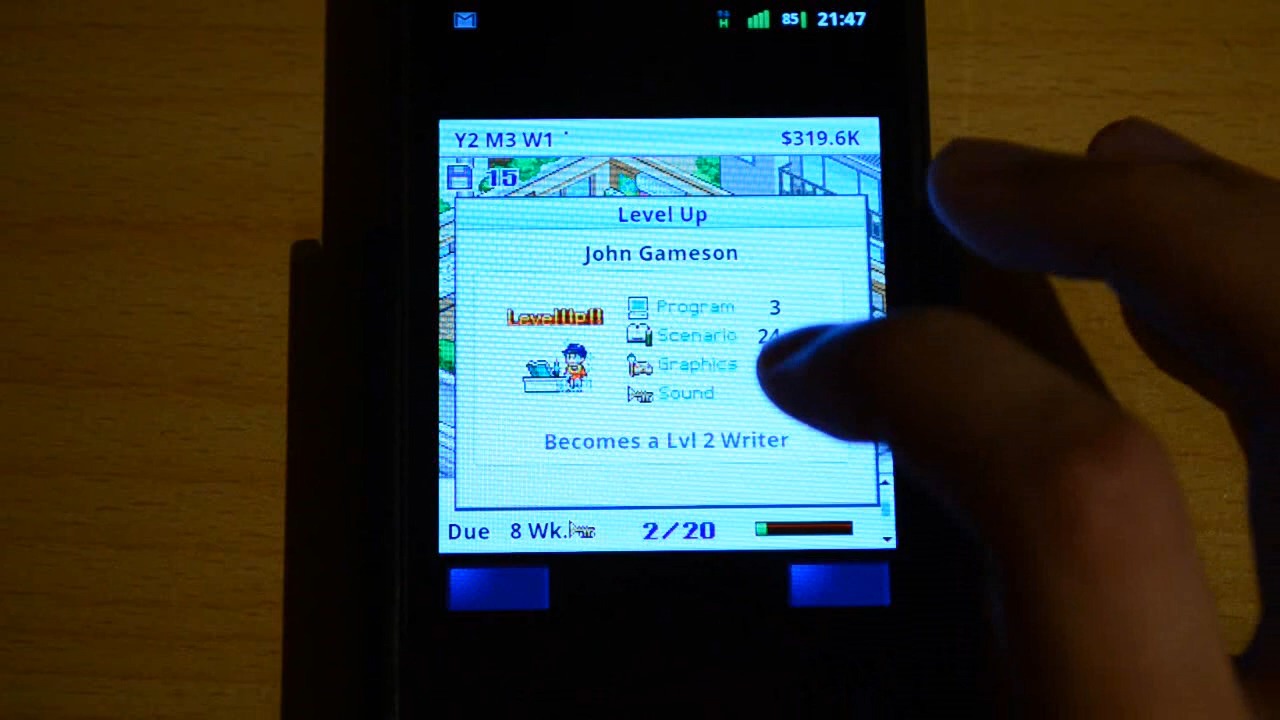 H 85 21:47
Y2 M3 W1 $319.6K
15
Level Up
John Gameson
Level Up!!
Program 3
Scenario 24
Graphics
Sound
Becomes a Lvl 2 Writer
Due 8 Wk. 2/20